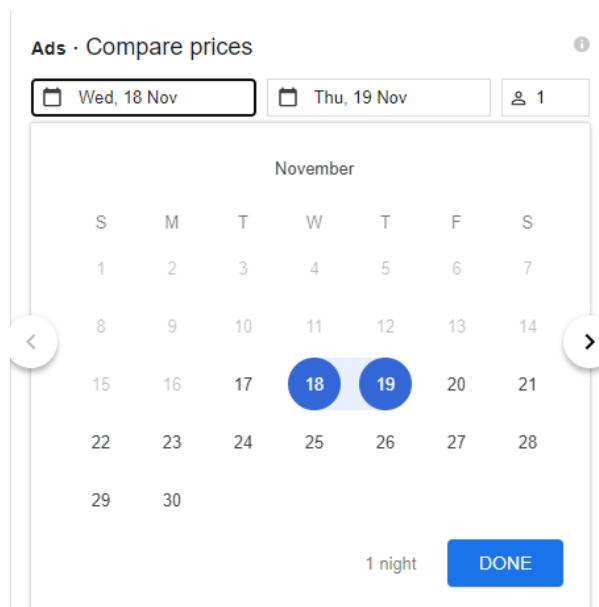 Ads · Compare prices
Wed, 18 Nov Thu, 19 Nov 1
November
S M T W T F S
1 2 3 4 5 6 7
8 9 10 11 12 13 14
15 16 17 18 19 20 21
22 23 24 25 26 27 28
29 30
1 night DONE